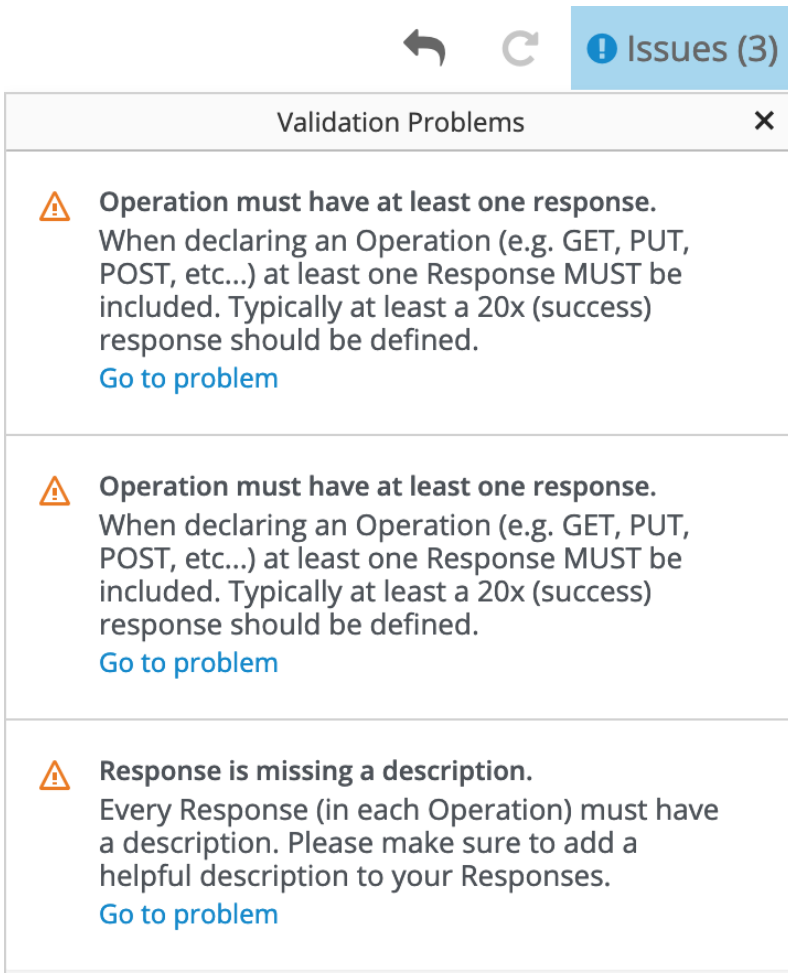 Issues (3)
Validation Problems
Operation must have at least one response.
When declaring an Operation (e.g. GET, PUT,
POST, etc...) at least one Response MUST be
included. Typically at least a 20x (success)
response should be defined.
Go to problem
Operation must have at least one response.
When declaring an Operation (e.g. GET, PUT,
POST, etc...) at least one Response MUST be
included. Typically at least a 20x (success)
response should be defined.
Go to problem
Response is missing a description.
Every Response (in each Operation) must have
a description. Please make sure to add a
helpful description to your Responses.
Go to problem